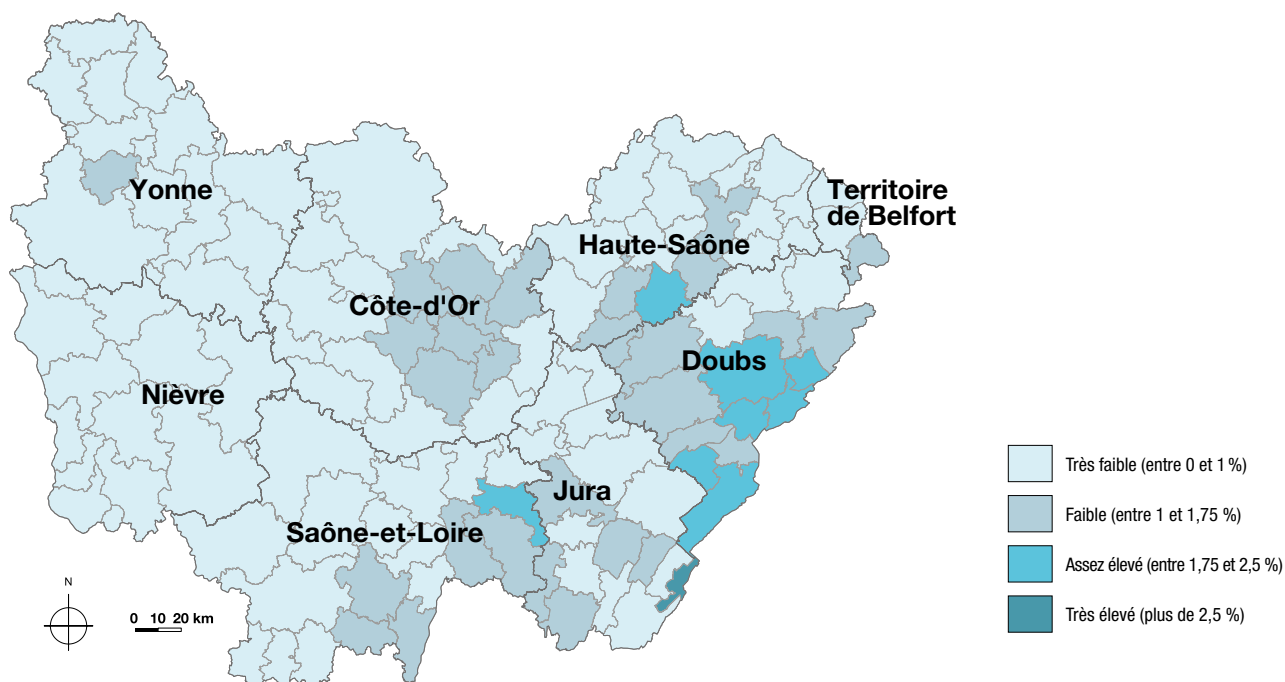 Yonne
Territoire
de Belfort
Haute-Saône
Côte-d'Or
Doubs
Nièvre
Jura
Saône-et-Loire
N
0 10 20 km
Très faible (entre 0 et 1 %)
Faible (entre 1 et 1,75 %)
Assez élevé (entre 1,75 et 2,5 %)
Très élevé (plus de 2,5 %)